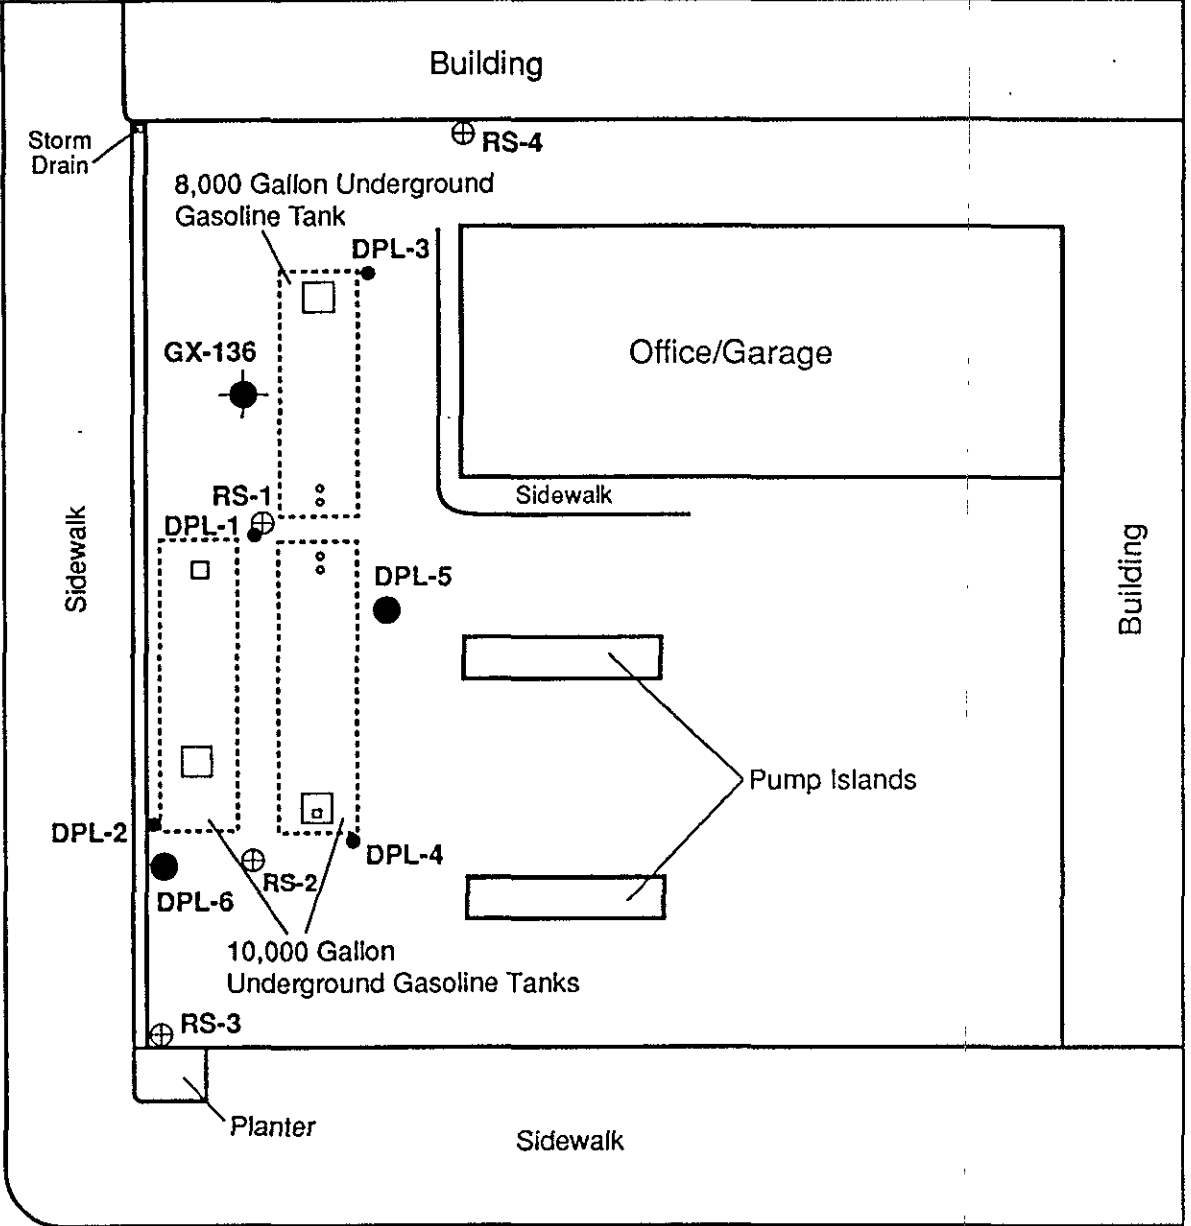 Building
Storm
Drain
RS-4
8,000 Gallon Underground
Gasoline Tank
DPL-3
GX-136
Office/Garage
RS-1
Sidewalk
DPL-1
Sidewalk
Building
DPL-5
Pump Islands
DPL-2
DPL-4
RS-2
DPL-6
10,000 Gallon
Underground Gasoline Tanks
RS-3
Planter
Sidewalk